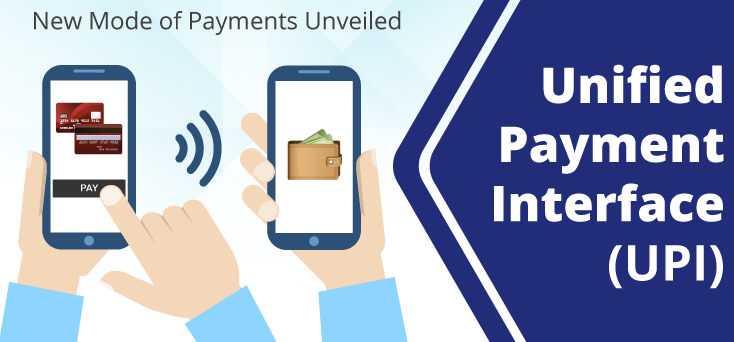 New Mode of Payments Unveiled
PAY
Unified
Payment
Interface
(UPI)